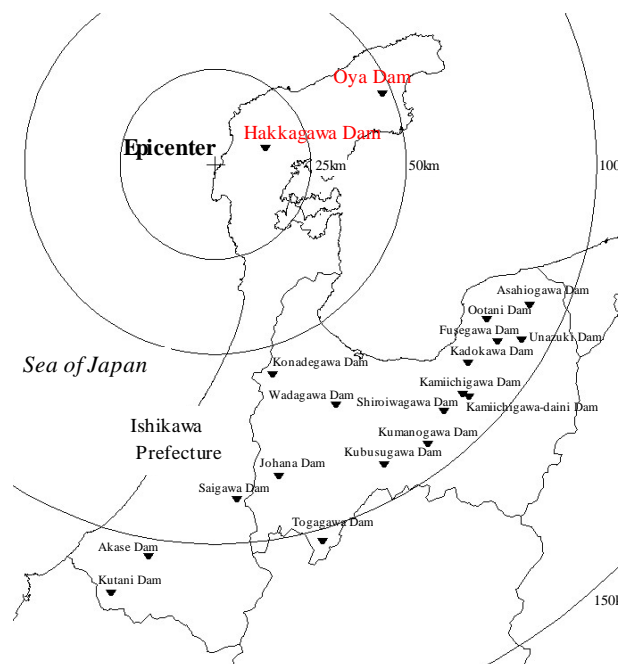 Oya Dam
Hakkagawa Dam
Epicenter
25km
50km
100
Asahiogawa Dam
Ootani Dam
Fusegawa Dam
Unazuki Dam
Kadokawa Dam
Sea of Japan
Konadegawa Dam
Kamiichigawa Dam
Wadagawa Dam
Shiroiwagawa Dam
Kamiichigawa-daini Dam
Ishikawa
Prefecture
Kumanogawa Dam
Kubusugawa Dam
Johana Dam
Saigawa Dam
Togagawa Dam
Akase Dam
Kutani Dam
150k